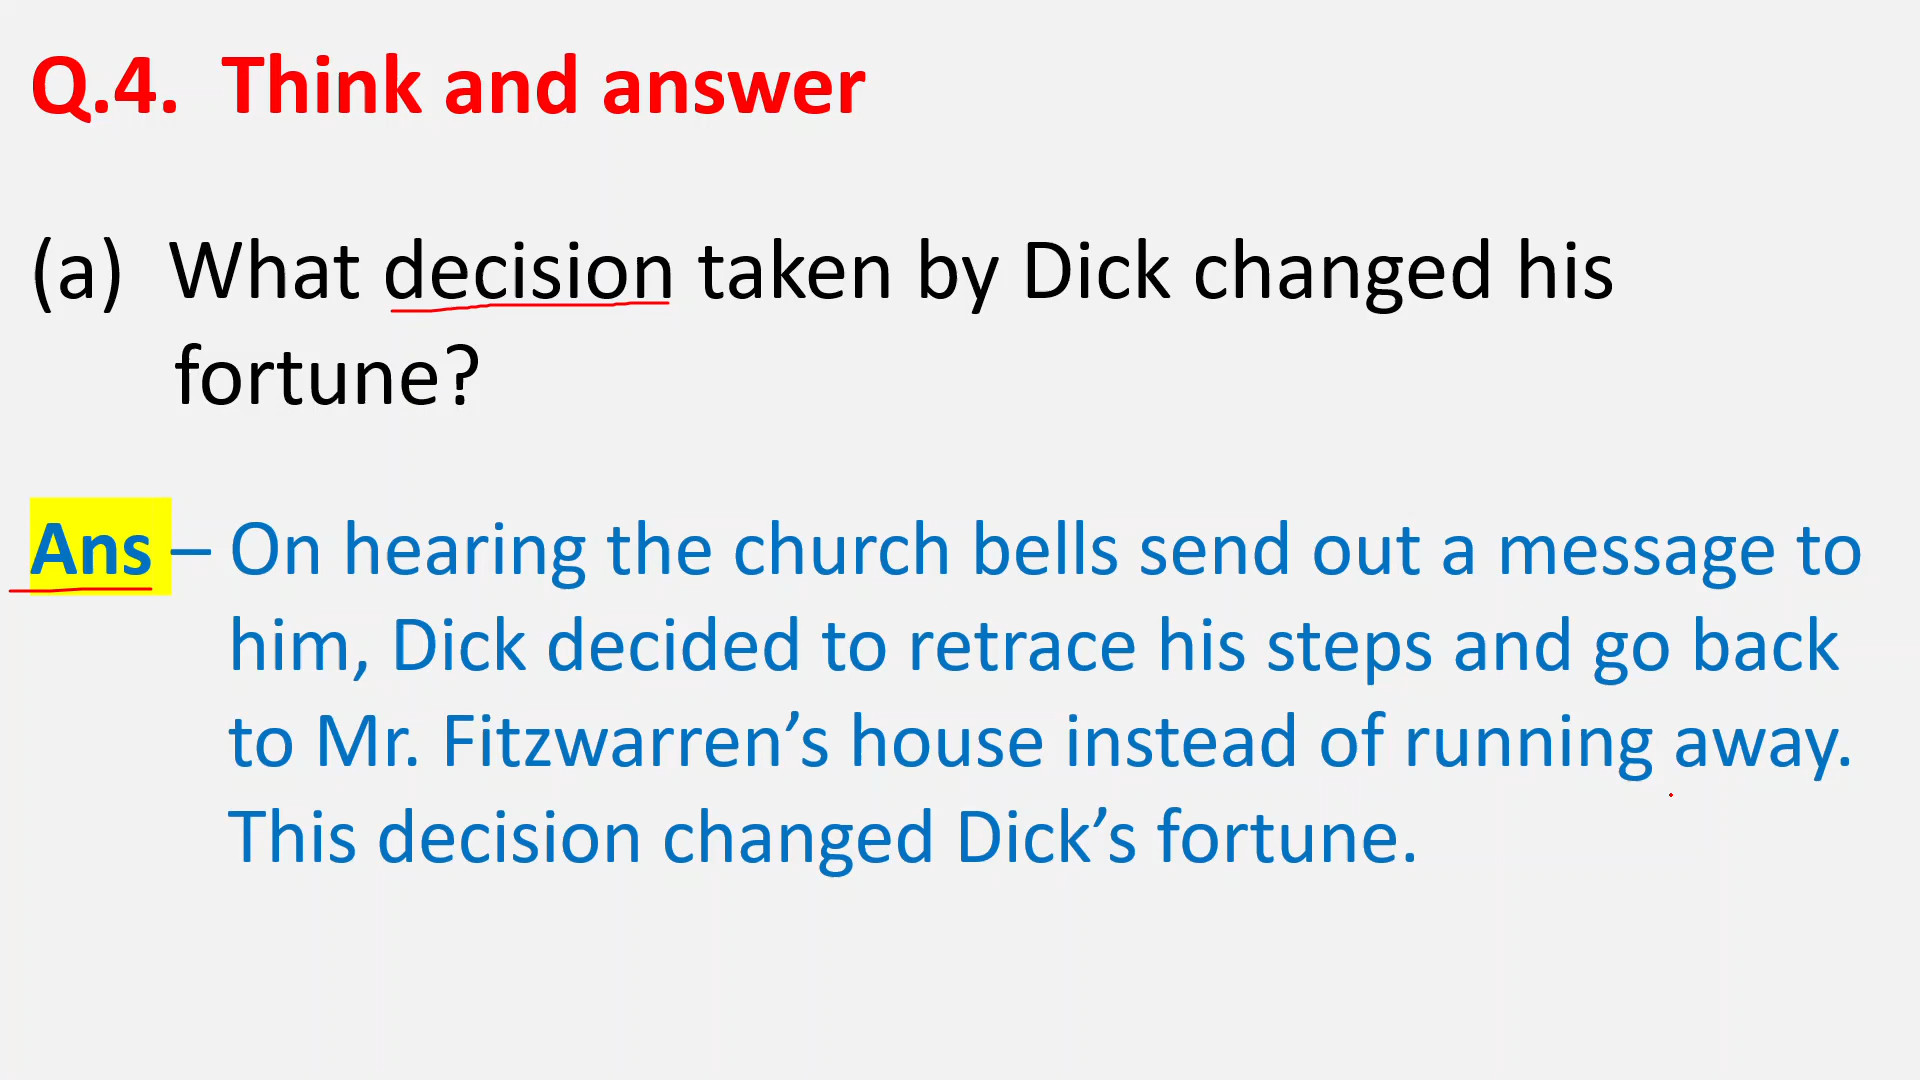 Q.4. Think and answer
(a) What decision taken by Dick changed his
fortune?
Ans – On hearing the church bells send out a message to
him, Dick decided to retrace his steps and go back
to Mr. Fitzwarren’s house instead of running away.
This decision changed Dick’s fortune.